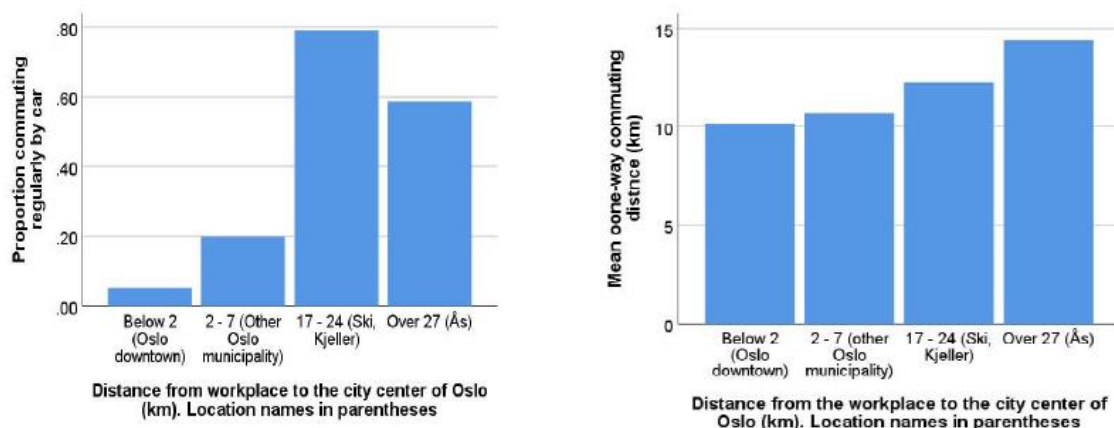 Proportion commuting
regularly by car
.80
.60
.40
.20
.00
Below 2
(Oslo
downtown)
2 - 7 (Other
Oslo
municipality)
17 - 24 (Ski,
Kjeller)
Over 27 (Ås)
Distance from workplace to the city center of Oslo
(km). Location names in parentheses
Mean oone-way commuting
distnce (km)
15
10
5
0
Below 2
(Oslo
downtown)
2 - 7 (other
Oslo
municipality)
17 - 24 (Ski,
Kjeller)
Over 27 (Ås)
Distance from the workplace to the city center of
Oslo (km). Location names in parentheses